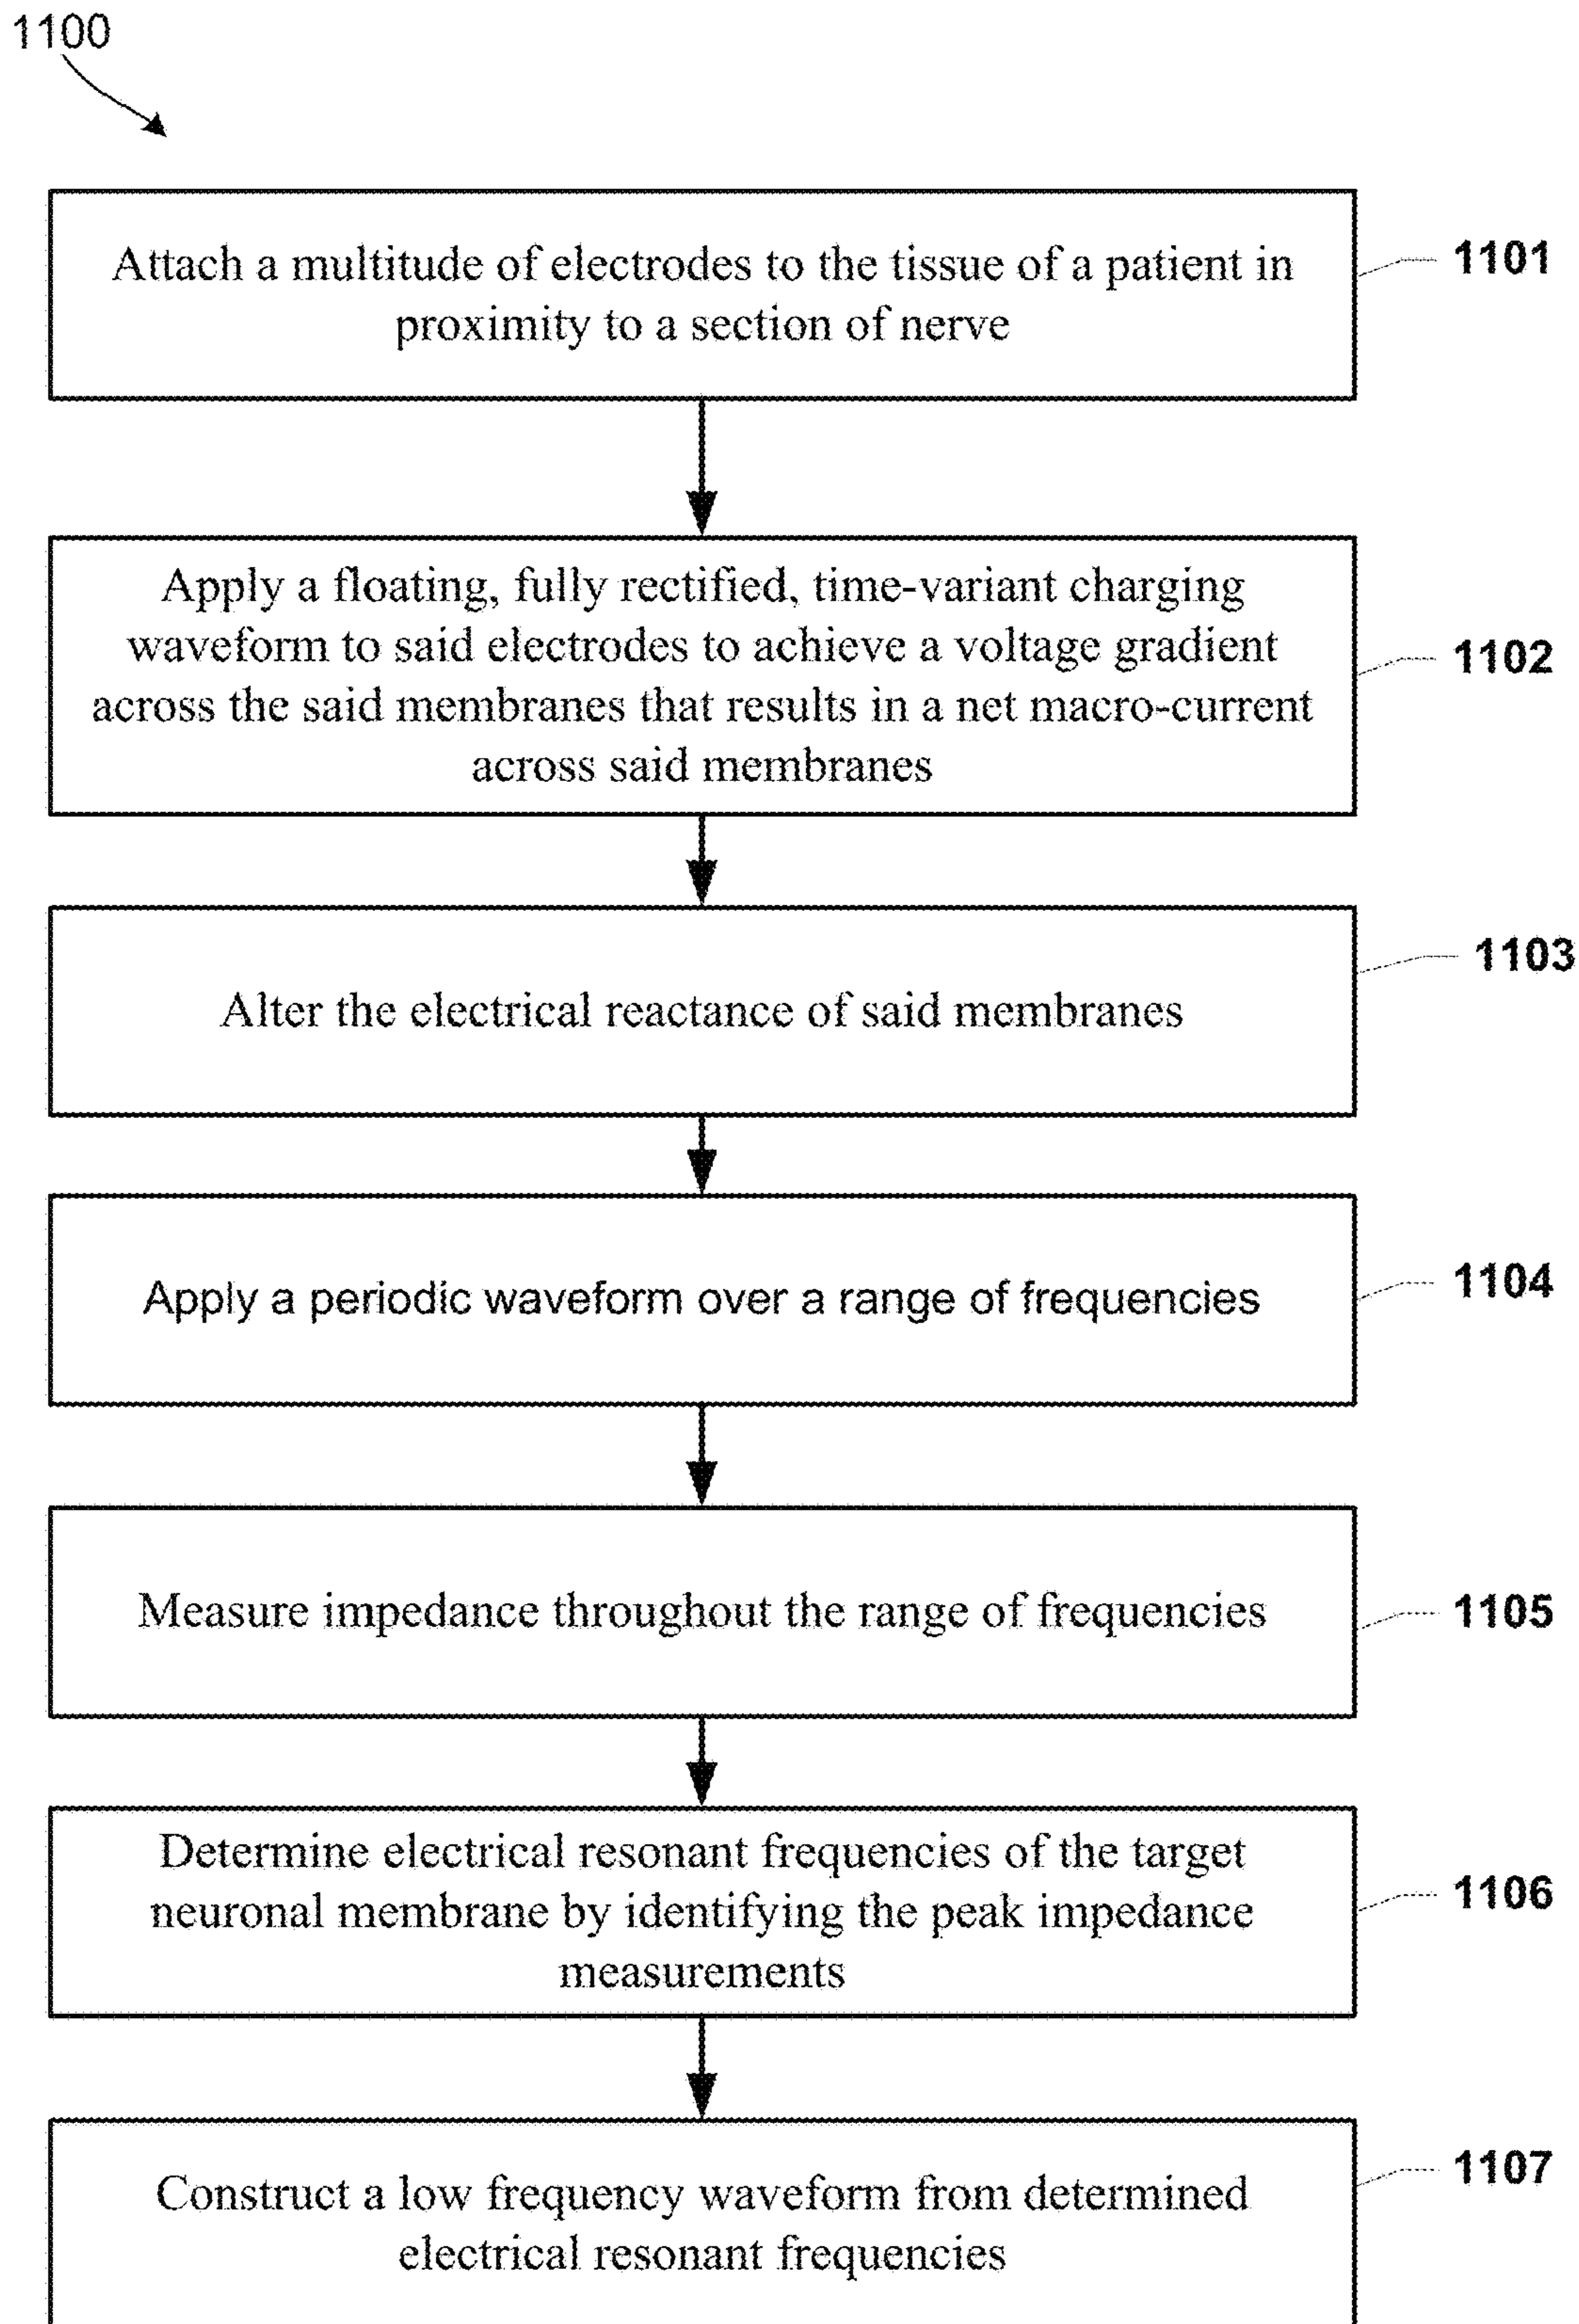 1100
Attach a multitude of electrodes to the tissue of a patient in
proximity to a section of nerve
1101
Apply a floating, fully rectified, time-variant charging
waveform to said electrodes to achieve a voltage gradient
across the said membranes that results in a net macro-current
across said membranes
1102
Alter the electrical reactance of said membranes
1103
Apply a periodic waveform over a range of frequencies
1104
Measure impedance throughout the range of frequencies
1105
Determine electrical resonant frequencies of the target
neuronal membrane by identifying the peak impedance
measurements
1106
Construct a low frequency waveform from determined
electrical resonant frequencies
1107